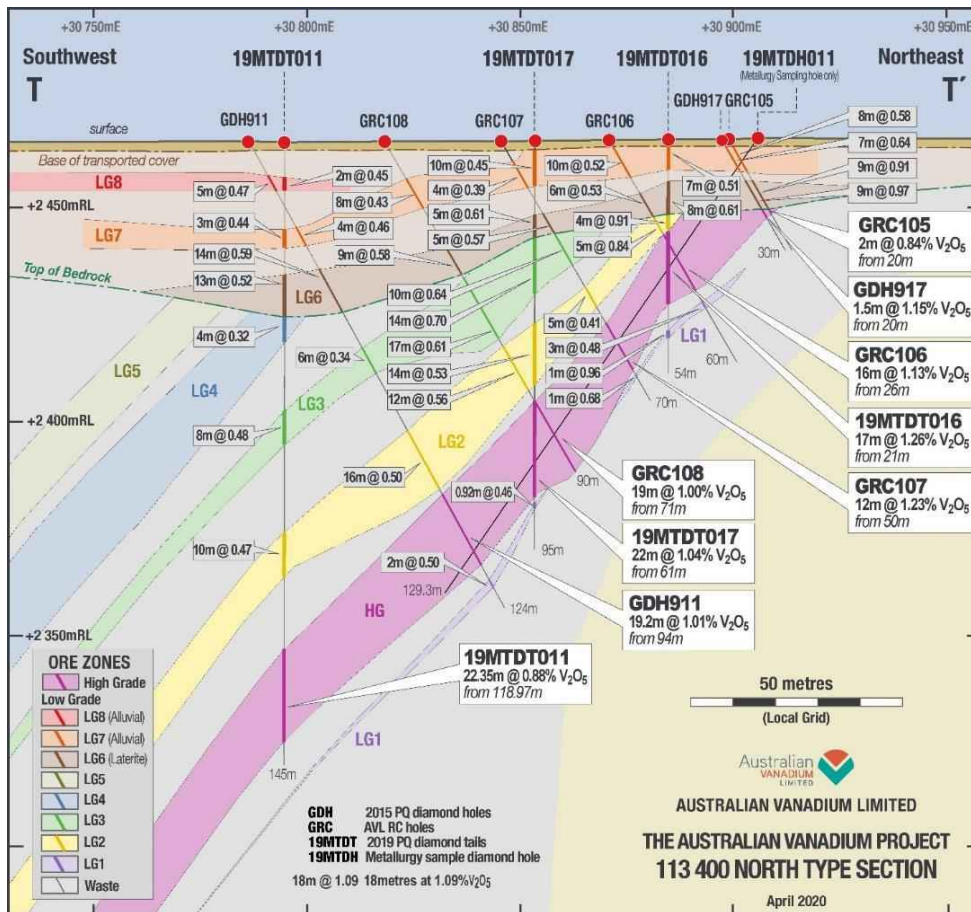 +30 750mE
+30 800mE
+30 850mE
+30 900mE
+30 950mE
Southwest
19MTDT011
19MTDT017
19MTDT016
19MTDH011
(Metallurgy Sampling hole only)
Northeast
T
T´
GDH911
GRC108
GRC107
GRC106
GDH917
GRC105
surface
Base of transported cover
LG8
5m @ 0.47
2m @ 0.45
8m @ 0.43
10m @ 0.45
4m @ 0.39
10m @ 0.52
6m @ 0.53
7m @ 0.51
8m @ 0.61
8m @ 0.58
7m @ 0.64
9m @ 0.91
9m @ 0.97
+2 450mRL
LG7
3m @ 0.44
14m @ 0.59
13m @ 0.52
4m @ 0.46
9m @ 0.58
5m @ 0.61
5m @ 0.57
4m @ 0.91
5m @ 0.84
30m
Top of Bedrock
LG6
10m @ 0.64
14m @ 0.70
17m @ 0.61
14m @ 0.53
12m @ 0.56
5m @ 0.41
3m @ 0.48
1m @ 0.96
1m @ 0.68
LG1
60m
54m
70m
GRC105
2m @ 0.84% V2O5
from 20m
GDH917
1.5m @ 1.15% V2O5
from 20m
GRC106
16m @ 1.13% V2O5
from 26m
19MTDT016
17m @ 1.26% V2O5
from 21m
GRC107
12m @ 1.23% V2O5
from 50m
4m @ 0.32
6m @ 0.34
LG5
LG4
LG3
+2 400mRL
8m @ 0.48
LG2
16m @ 0.50
0.92m @ 0.46
90m
95m
GRC108
19m @ 1.00% V2O5
from 71m
19MTDT017
22m @ 1.04% V2O5
from 61m
GDH911
19.2m @ 1.01% V2O5
from 94m
10m @ 0.47
2m @ 0.50
129.3m
124m
HG
+2 350mRL
19MTDT011
22.35m @ 0.88% V2O5
from 118.97m
LG1
145m
ORE ZONES
High Grade
Low Grade
LG8 (Alluvial)
LG7 (Alluvial)
LG6 (Laterite)
LG5
LG4
LG3
LG2
LG1
Waste
GDH 2015 PQ diamond holes
GRC AVL RC holes
19MTDT 2019 PQ diamond tails
19MTDH Metallurgy sample diamond hole
18m @ 1.09 18metres at 1.09%V2O5
50 metres
(Local Grid)
Australian
VANADIUM
LIMITED
AUSTRALIAN VANADIUM LIMITED
THE AUSTRALIAN VANADIUM PROJECT
113 400 NORTH TYPE SECTION
April 2020